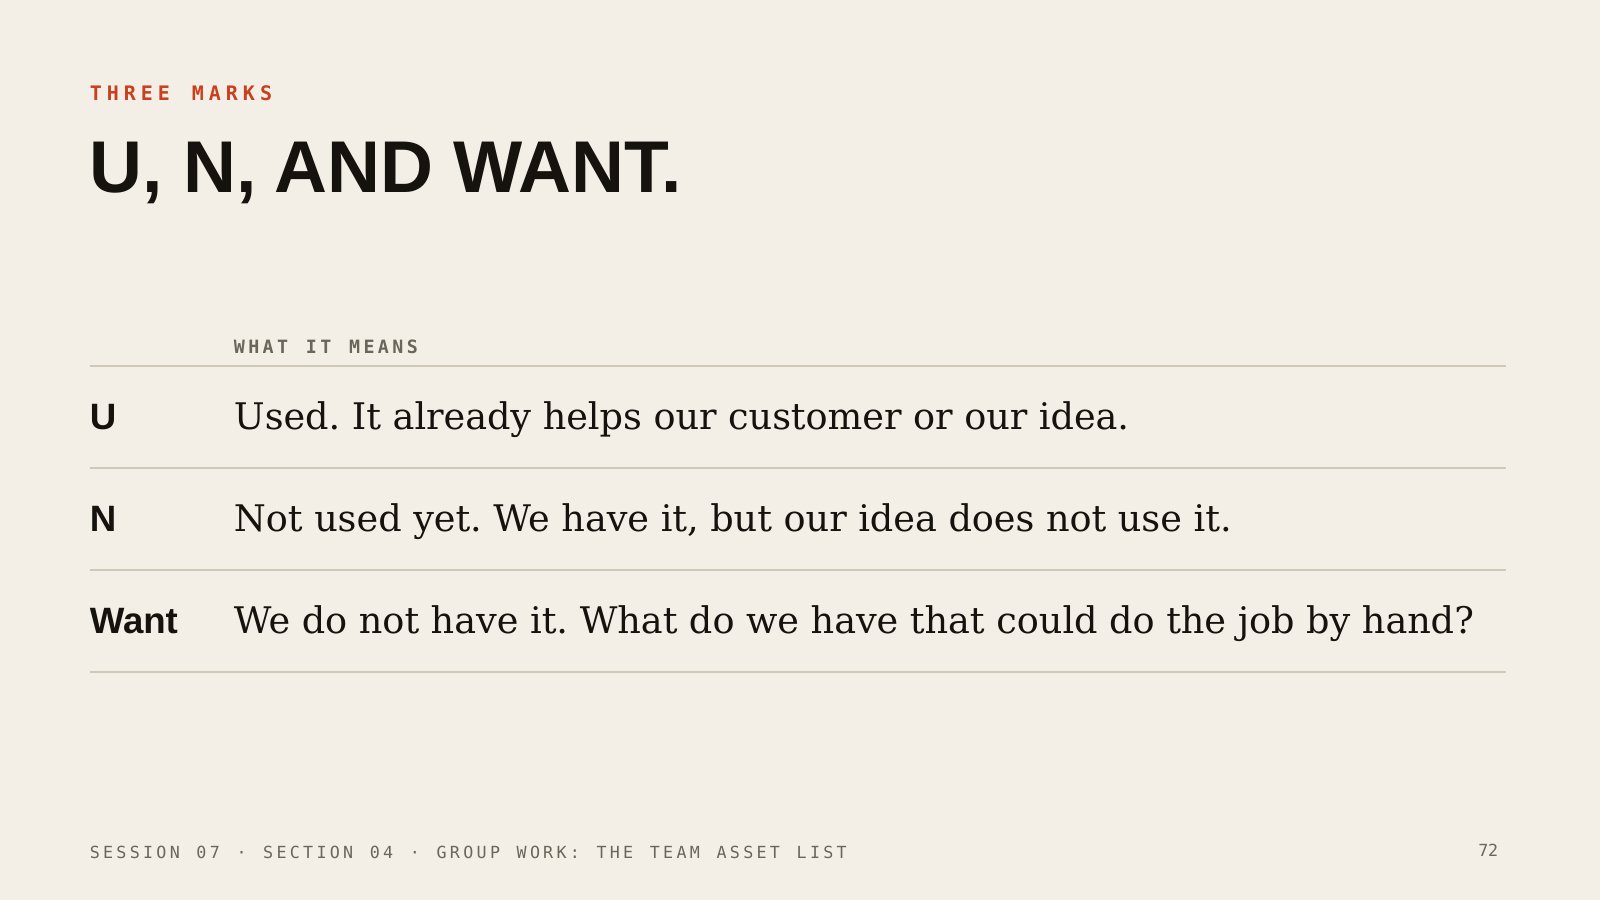 THREE MARKS
U, N, AND WANT.
WHAT IT MEANS
U Used. It already helps our customer or our idea.
N Not used yet. We have it, but our idea does not use it.
Want We do not have it. What do we have that could do the job by hand?
SESSION 07 · SECTION 04 · GROUP WORK: THE TEAM ASSET LIST 72